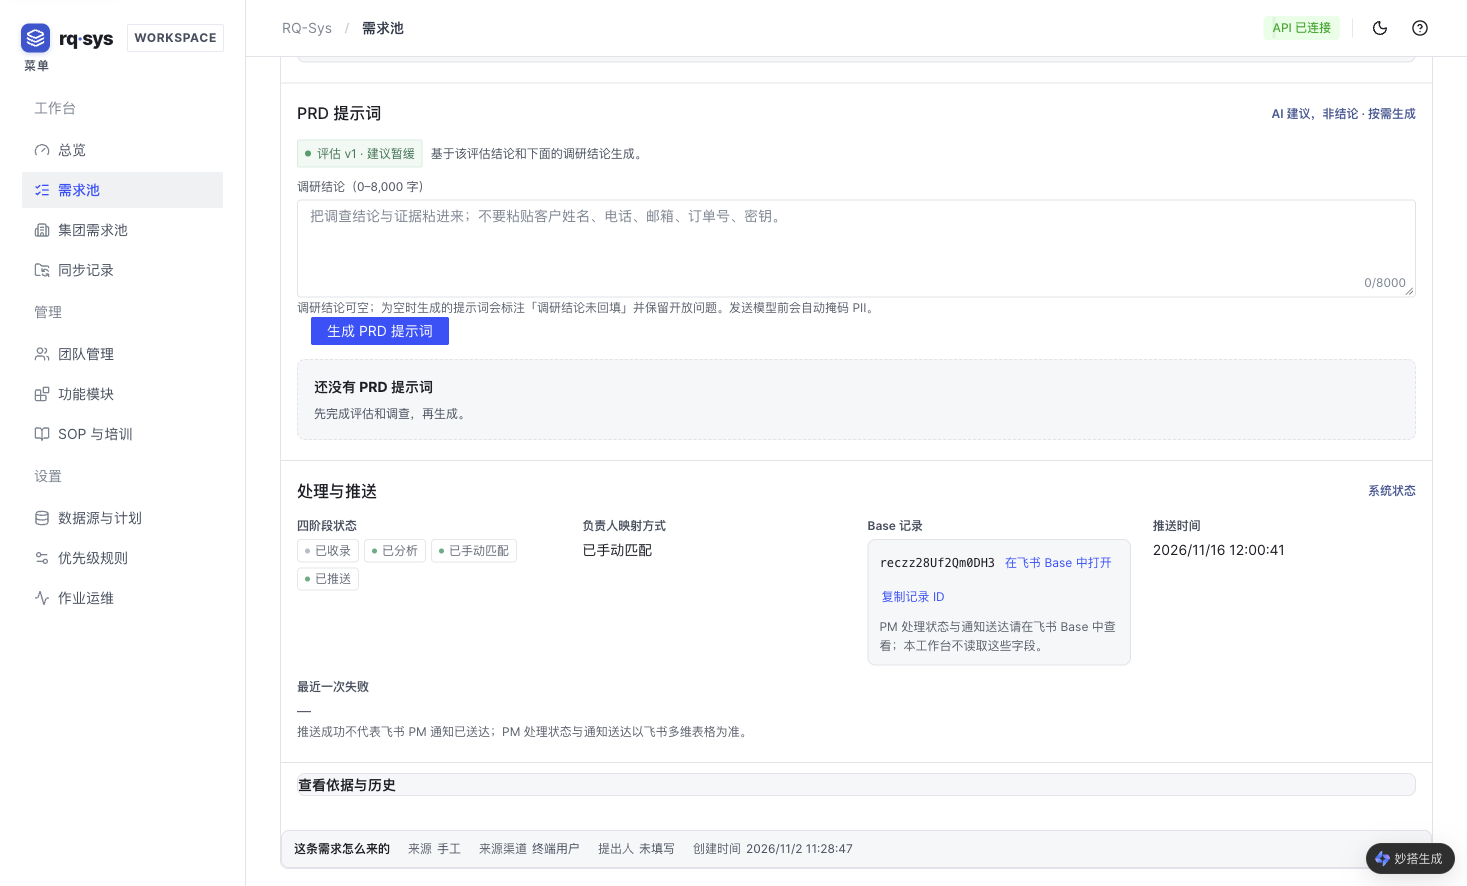 rq·sys WORKSPACE
菜单
工作台
总览
需求池
集团需求池
同步记录
管理
团队管理
功能模块
SOP 与培训
设置
数据源与计划
优先级规则
作业运维
RQ-Sys / 需求池
API 已连接
PRD 提示词
AI 建议，非结论 · 按需生成
评估 v1 · 建议暂缓 基于该评估结论和下面的调研结论生成。
调研结论（0–8,000 字）
把调查结论与证据粘进来；不要粘贴客户姓名、电话、邮箱、订单号、密钥。
0/8000
调研结论可空；为空时生成的提示词会标注「调研结论未回填」并保留开放问题。发送模型前会自动掩码 PII。
生成 PRD 提示词
还没有 PRD 提示词
先完成评估和调查，再生成。
处理与推送
系统状态
四阶段状态
已收录 已分析 已手动匹配
已推送
负责人映射方式
已手动匹配
Base 记录
reczz28Uf2Qm0DH3 在飞书 Base 中打开
复制记录 ID
PM 处理状态与通知送达请在飞书 Base 中查
看；本工作台不读取这些字段。
推送时间
2026/11/16 12:00:41
最近一次失败
—
推送成功不代表飞书 PM 通知已送达；PM 处理状态与通知送达以飞书多维表格为准。
查看依据与历史
这条需求怎么来的 来源 手工 来源渠道 终端用户 提出人 未填写 创建时间 2026/11/2 11:28:47
妙搭生成